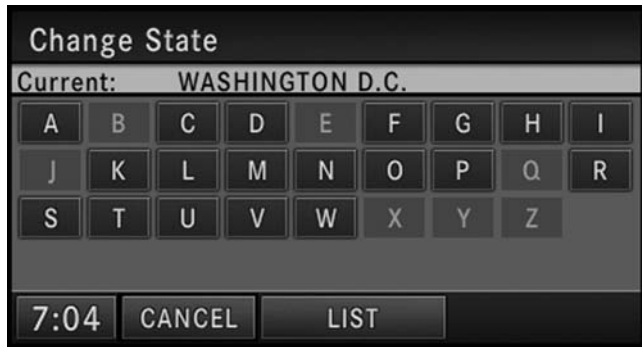 Change State
Current: WASHINGTON D.C.
A B C D E F G H I
J K L M N O P Q R
S T U V W X Y Z
7:04 CANCEL LIST